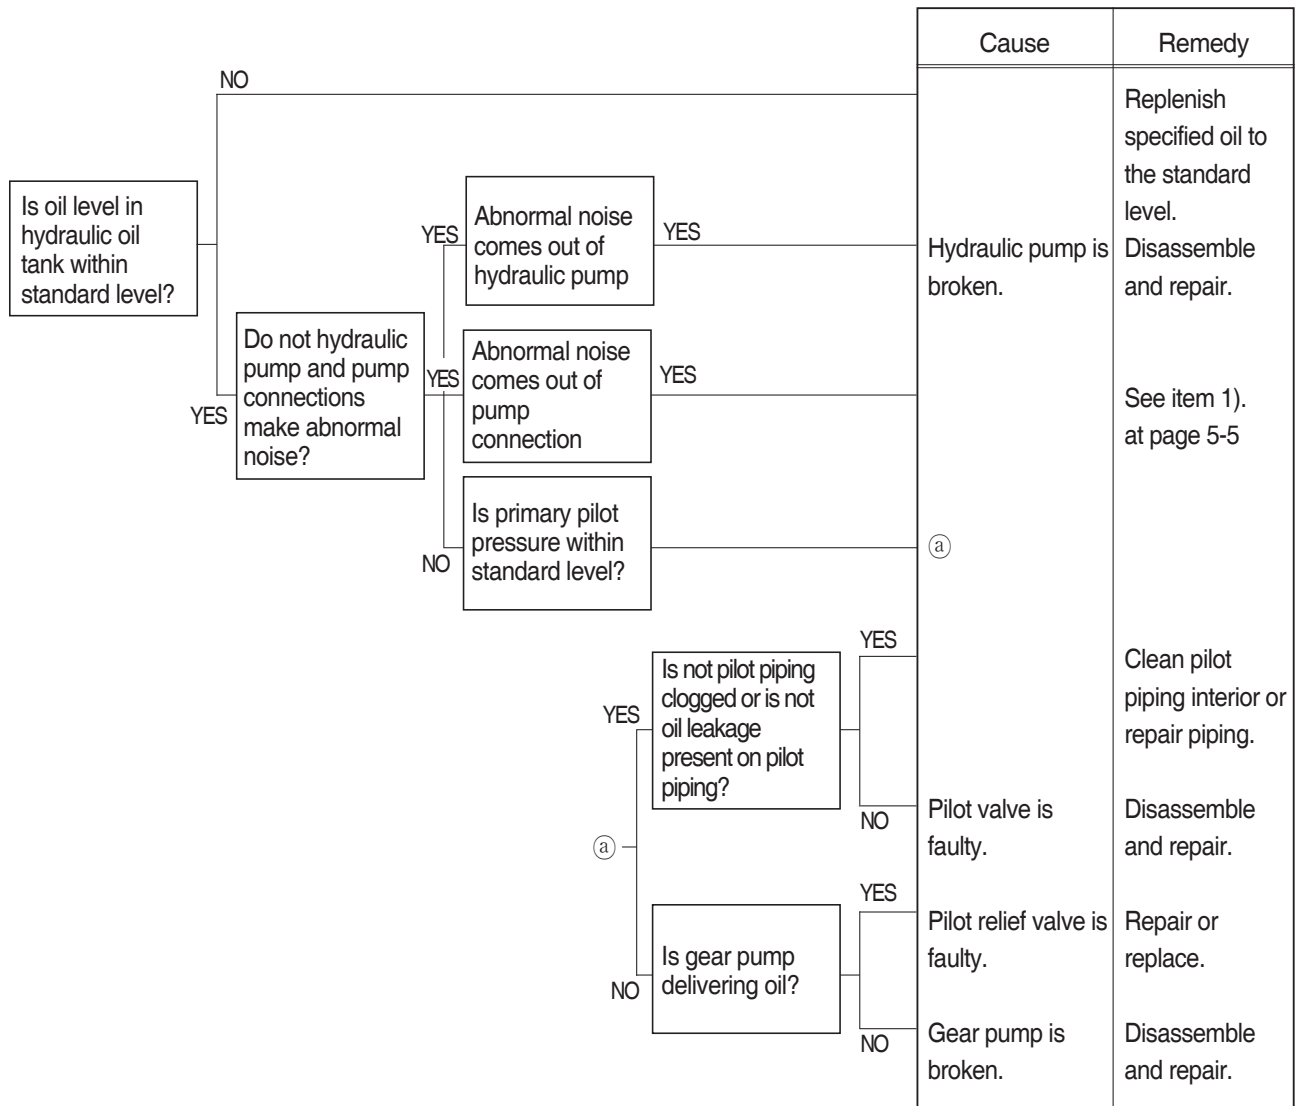 Cause
Remedy
NO
Replenish
specified oil to
the standard
level.
Is oil level in
hydraulic oil
tank within
standard level?
YES
Abnormal noise
comes out of
hydraulic pump
YES
Hydraulic pump is
broken.
Disassemble
and repair.
YES
Do not hydraulic
pump and pump
connections
make abnormal
noise?
YES
Abnormal noise
comes out of
pump
connection
YES
See item 1).
at page 5-5
NO
Is primary pilot
pressure within
standard level?
ⓐ
ⓐ
YES
Is not pilot piping
clogged or is not
oil leakage
present on pilot
piping?
YES
Clean pilot
piping interior or
repair piping.
NO
Pilot valve is
faulty.
Disassemble
and repair.
NO
Is gear pump
delivering oil?
YES
Pilot relief valve is
faulty.
Repair or
replace.
NO
Gear pump is
broken.
Disassemble
and repair.